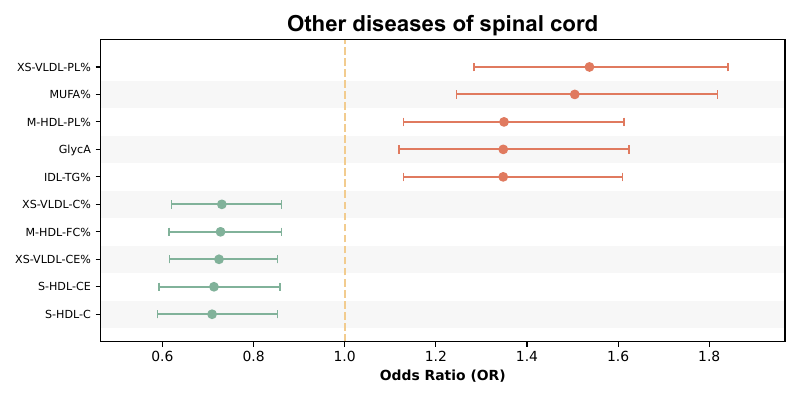 Other diseases of spinal cord
XS-VLDL-PL%
MUFA%
M-HDL-PL%
GlycA
IDL-TG%
XS-VLDL-C%
M-HDL-FC%
XS-VLDL-CE%
S-HDL-CE
S-HDL-C
0.6 0.8 1.0 1.2 1.4 1.6 1.8
Odds Ratio (OR)